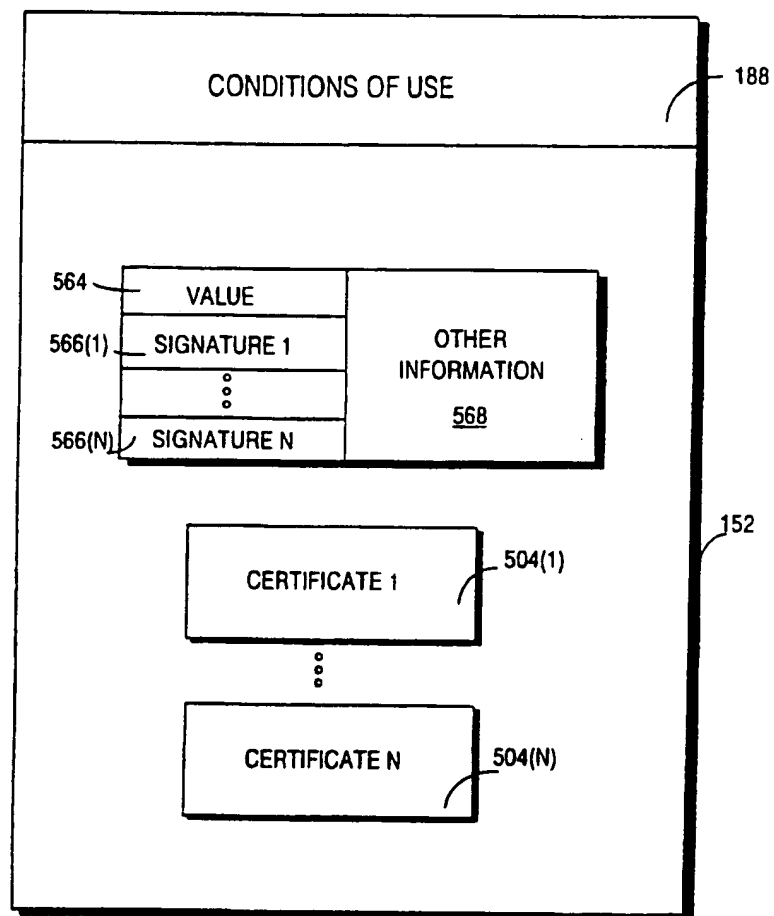 CONDITIONS OF USE
188
564
VALUE
566(1)
SIGNATURE 1
OTHER
INFORMATION
568
566(N)
SIGNATURE N
152
CERTIFICATE 1
504(1)
CERTIFICATE N
504(N)